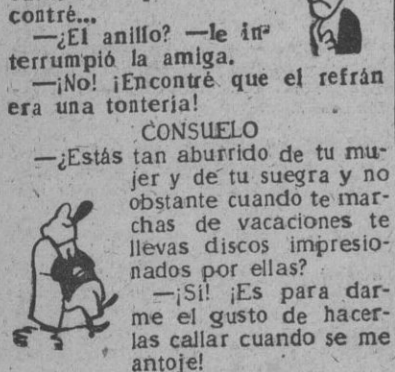 contré...
—¿El anillo? —le in-
terrumpió la amiga.
—¡No! ¡Encontré que el refrán
era una tontería!
CONSUELO
—¿Estás tan aburrido de tu mu-
jer y de tu suegra y no
obstante cuando te mar-
chas de vacaciones te
llevas discos impresio-
nados por ellas?
—¡Sí! ¡Es para dar-
me el gusto de hacer-
las callar cuando se me
antoje!